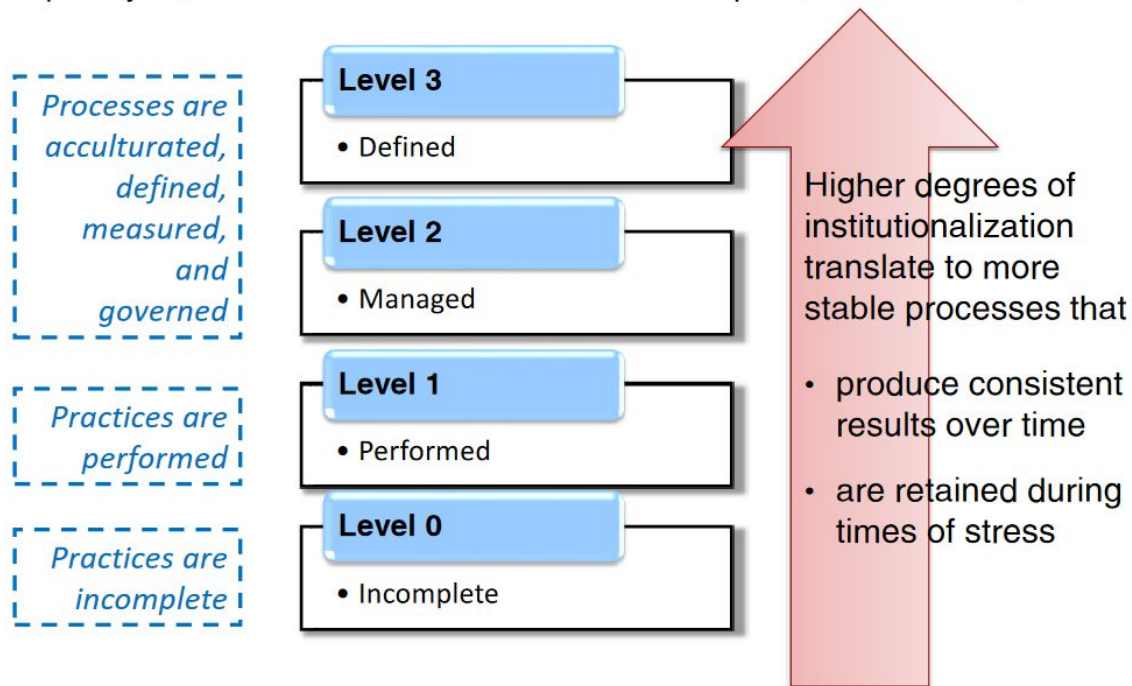 Level 3
• Defined
Processes are
acculturated,
defined,
measured,
and
governed
Level 2
• Managed
Level 1
• Performed
Practices are
performed
Level 0
• Incomplete
Practices are
incomplete
Higher degrees of
institutionalization
translate to more
stable processes that
• produce consistent
results over time
• are retained during
times of stress